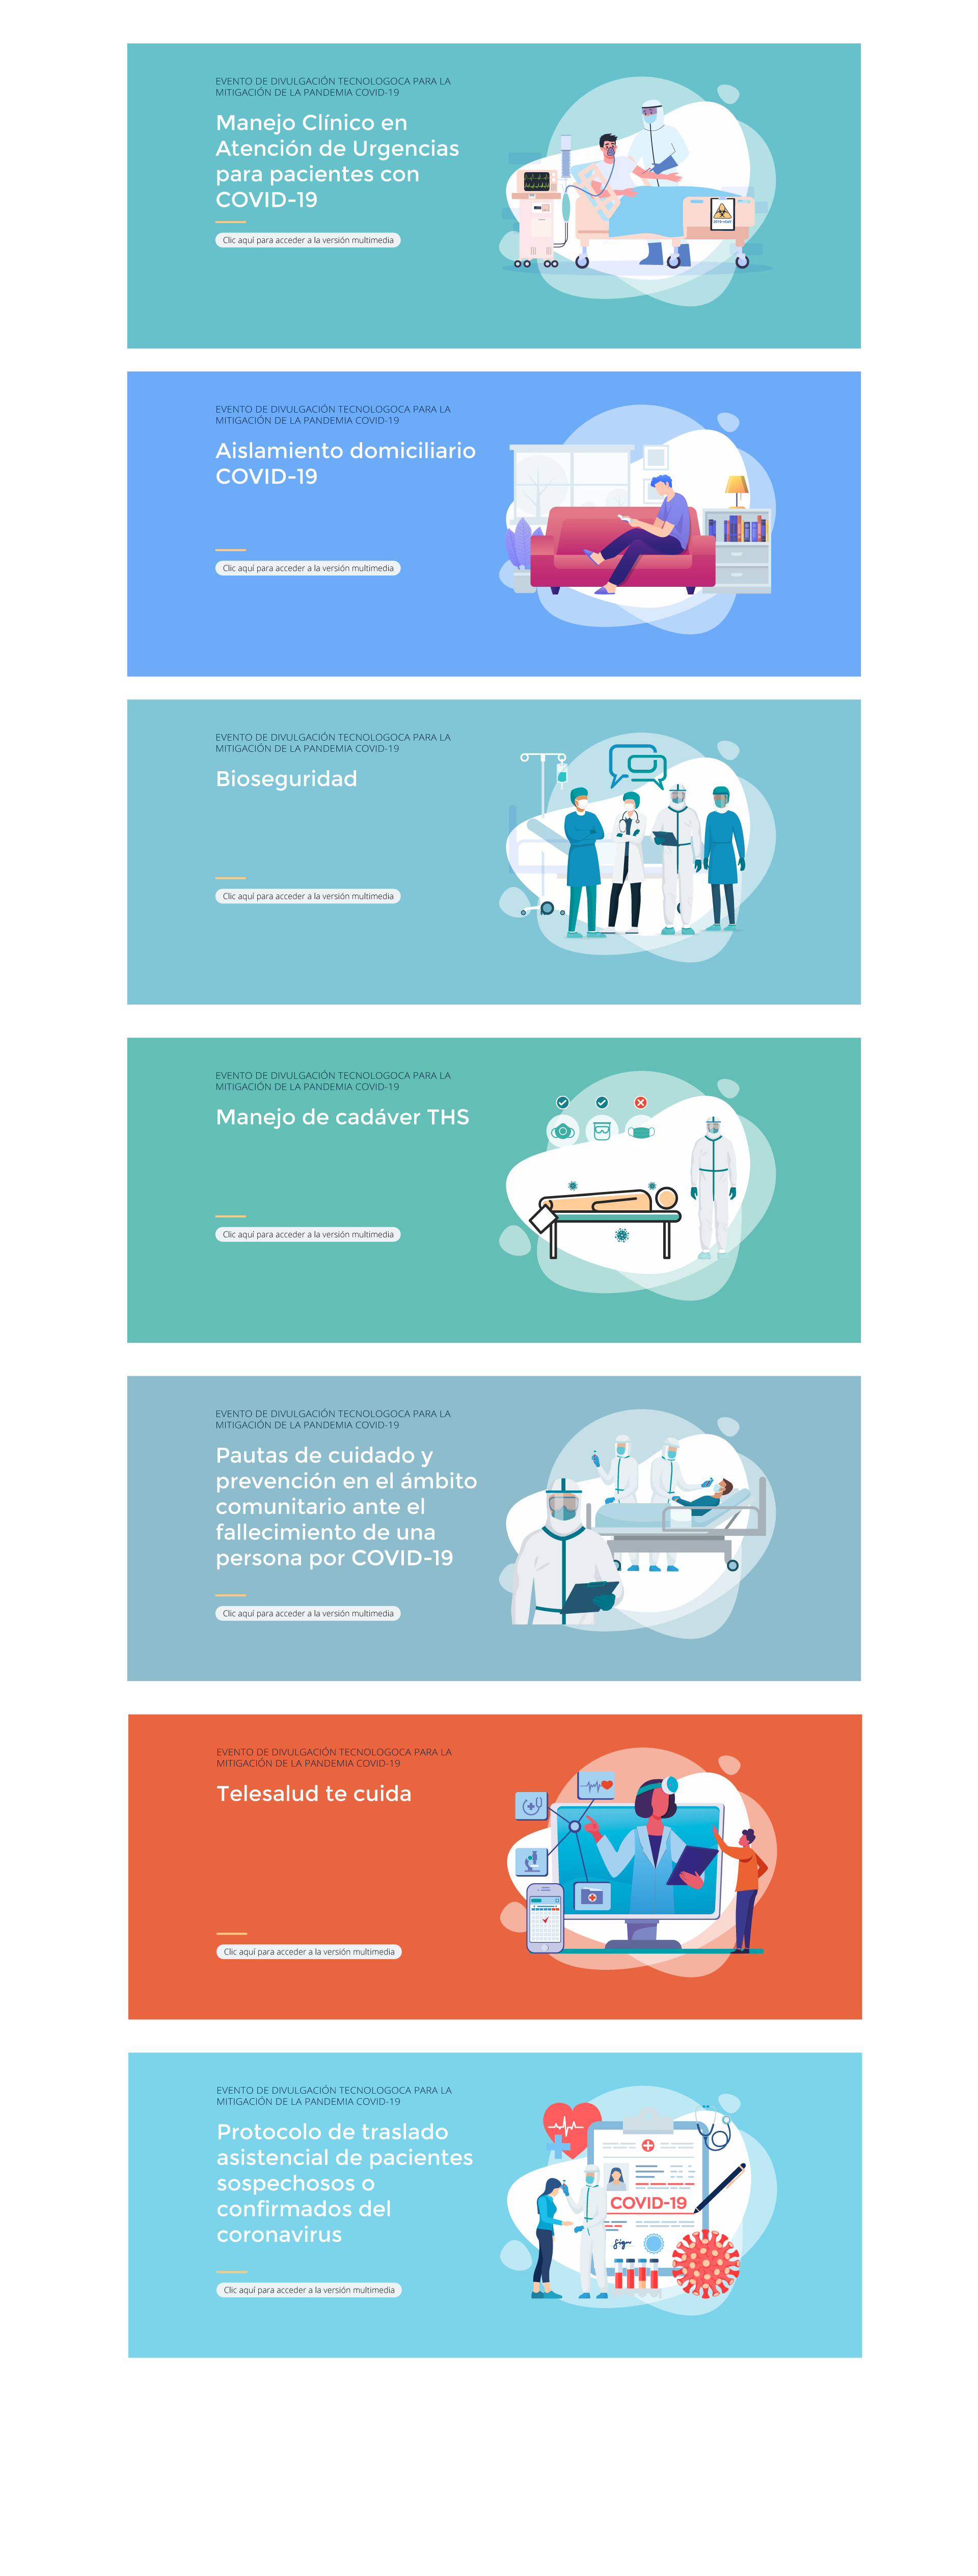 EVENTO DE DIVULGACIÓN TECNOLOGOCA PARA LA
MITIGACIÓN DE LA PANDEMIA COVID-19
Manejo Clínico en
Atención de Urgencias
para pacientes con
COVID-19
Clic aquí para acceder a la versión multimedia
EVENTO DE DIVULGACIÓN TECNOLOGOCA PARA LA
MITIGACIÓN DE LA PANDEMIA COVID-19
Aislamiento domiciliario
COVID-19
Clic aquí para acceder a la versión multimedia
EVENTO DE DIVULGACIÓN TECNOLOGOCA PARA LA
MITIGACIÓN DE LA PANDEMIA COVID-19
Bioseguridad
Clic aquí para acceder a la versión multimedia
EVENTO DE DIVULGACIÓN TECNOLOGOCA PARA LA
MITIGACIÓN DE LA PANDEMIA COVID-19
Manejo de cadáver THS
Clic aquí para acceder a la versión multimedia
EVENTO DE DIVULGACIÓN TECNOLOGOCA PARA LA
MITIGACIÓN DE LA PANDEMIA COVID-19
Pautas de cuidado y
prevención en el ámbito
comunitario ante el
fallecimiento de una
persona por COVID-19
Clic aquí para acceder a la versión multimedia
EVENTO DE DIVULGACIÓN TECNOLOGOCA PARA LA
MITIGACIÓN DE LA PANDEMIA COVID-19
Telesalud te cuida
Clic aquí para acceder a la versión multimedia
EVENTO DE DIVULGACIÓN TECNOLOGOCA PARA LA
MITIGACIÓN DE LA PANDEMIA COVID-19
Protocolo de traslado
asistencial de pacientes
sospechosos o
confirmados del
coronavirus
COVID-19
Sign
Clic aquí para acceder a la versión multimedia